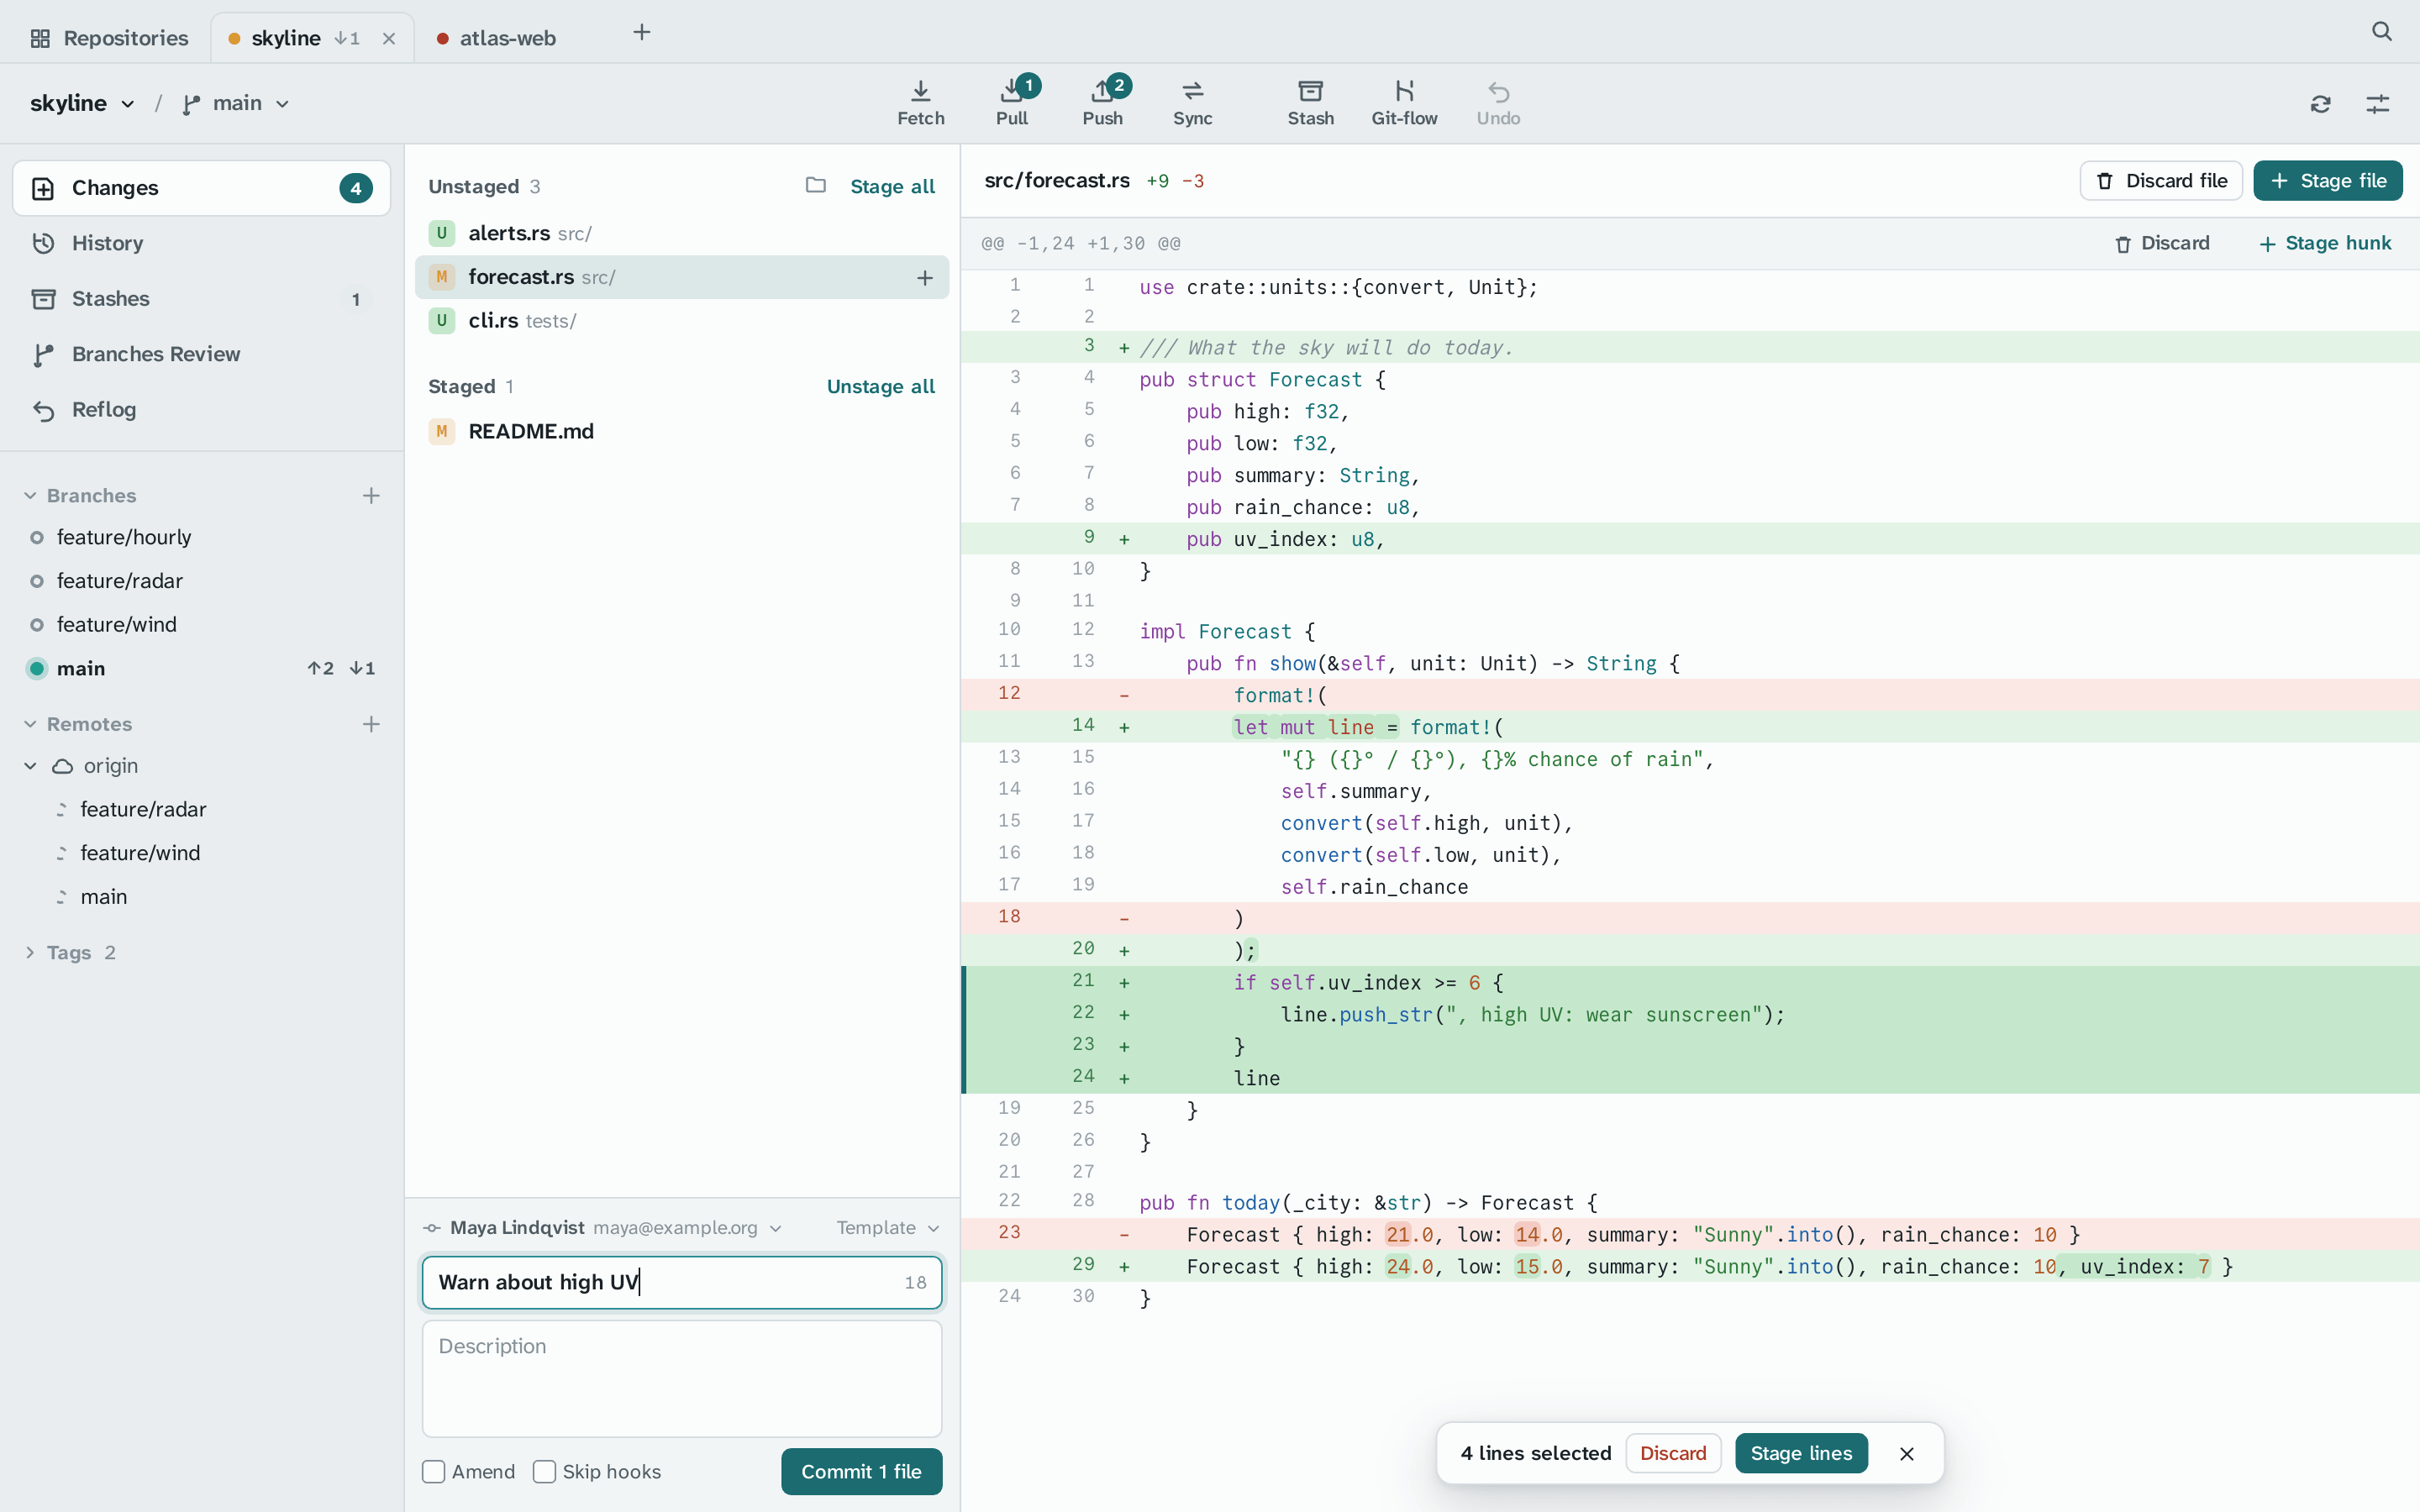 Repositories
skyline ↓1
atlas-web
skyline / main
Fetch
Pull 1
Push 2
Sync
Stash
Git-flow
Undo
Changes 4
History
Stashes 1
Branches Review
Reflog
Branches
feature/hourly
feature/radar
feature/wind
main ↑2 ↓1
Remotes
origin
feature/radar
feature/wind
main
Tags 2
Unstaged 3 Stage all
U alerts.rs src/
M forecast.rs src/
U cli.rs tests/
Staged 1 Unstage all
M README.md
Maya Lindqvist maya@example.org Template
Warn about high UV 18
Description
Amend Skip hooks Commit 1 file
src/forecast.rs +9 −3 Discard file Stage file
@@ -1,24 +1,30 @@ Discard Stage hunk
1 1 use crate::units::{convert, Unit};
2 2
3 + /// What the sky will do today.
3 4 pub struct Forecast {
4 5 pub high: f32,
5 6 pub low: f32,
6 7 pub summary: String,
7 8 pub rain_chance: u8,
9 + pub uv_index: u8,
8 10 }
9 11
10 12 impl Forecast {
11 13 pub fn show(&self, unit: Unit) -> String {
12 - format!(
14 + let mut line = format!(
13 15 "{} ({}° / {}°), {}% chance of rain",
14 16 self.summary,
15 17 convert(self.high, unit),
16 18 convert(self.low, unit),
17 19 self.rain_chance
18 - )
20 + );
21 + if self.uv_index >= 6 {
22 + line.push_str(", high UV: wear sunscreen");
23 + }
24 + line
19 25 }
20 26 }
21 27
22 28 pub fn today(_city: &str) -> Forecast {
23 - Forecast { high: 21.0, low: 14.0, summary: "Sunny".into(), rain_chance: 10 }
29 + Forecast { high: 24.0, low: 15.0, summary: "Sunny".into(), rain_chance: 10, uv_index: 7 }
24 30 }
4 lines selected Discard Stage lines